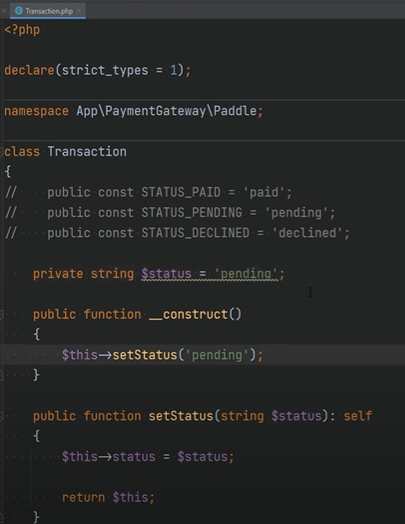 Transaction.php
<?php
declare(strict_types = 1);
namespace App\PaymentGateway\Paddle;
class Transaction
{
//    public const STATUS_PAID = 'paid';
//    public const STATUS_PENDING = 'pending';
//    public const STATUS_DECLINED = 'declined';
    private string $status = 'pending';
    public function __construct()
    {
        $this->setStatus('pending');
    }
    public function setStatus(string $status): self
    {
        $this->status = $status;
        return $this;
    }